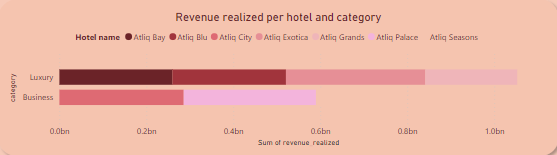 Revenue realized per hotel and category
Hotel name Atliq Bay Atliq Blu Atliq City Atliq Exotica Atliq Grands Atliq Palace Atliq Seasons
category
Luxury
Business
0.0bn 0.2bn 0.4bn 0.6bn 0.8bn 1.0bn
Sum of revenue_realized